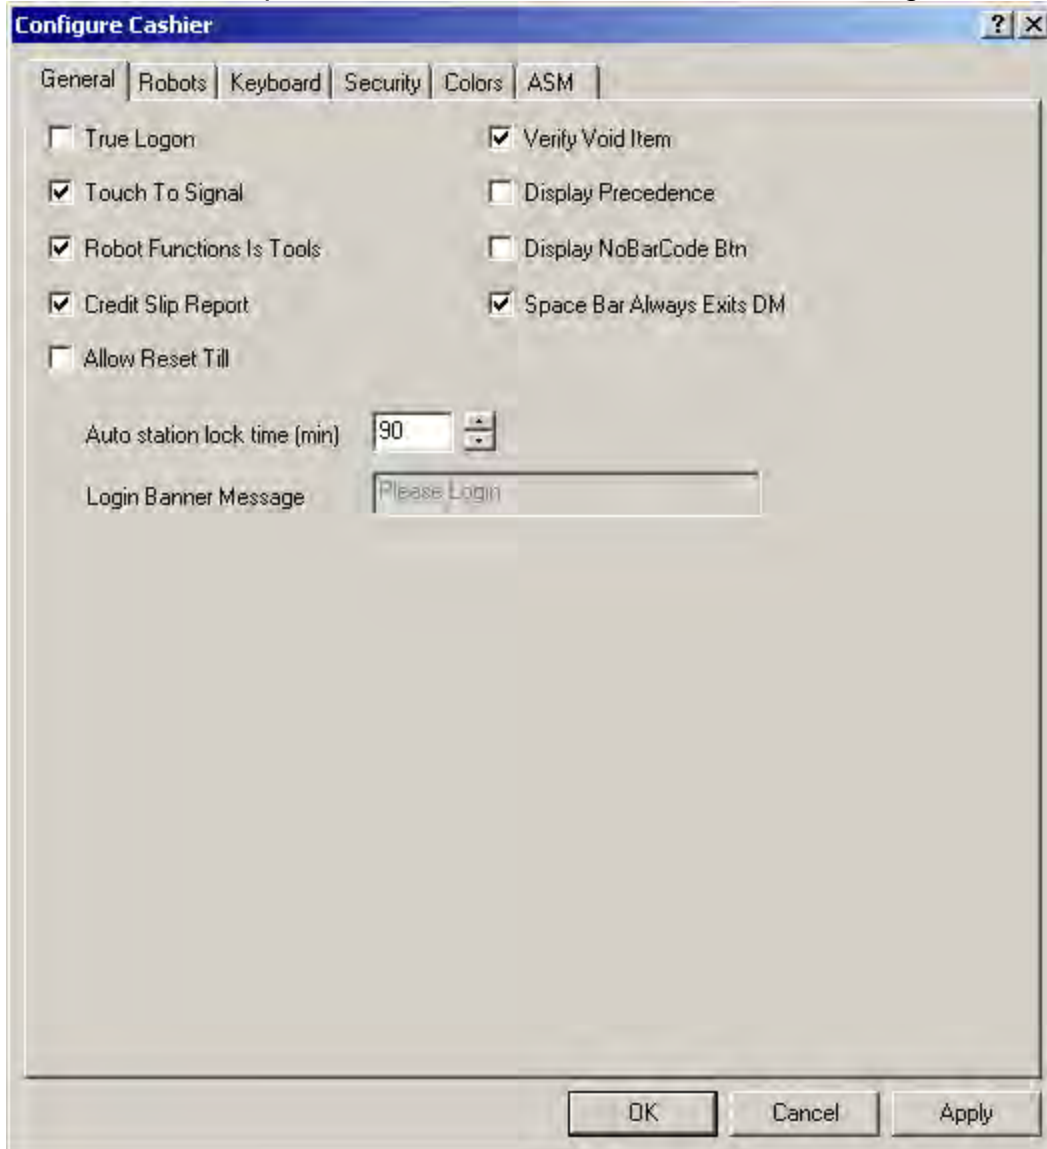 Configure Cashier
General Robots Keyboard Security Colors ASM
True Logon Verify Void Item
Touch To Signal Display Precedence
Robot Functions Is Tools Display NoBarCode Btn
Credit Slip Report Space Bar Always Exits DM
Allow Reset Till
Auto station lock time (min) 90
Login Banner Message Please Login
OK Cancel Apply